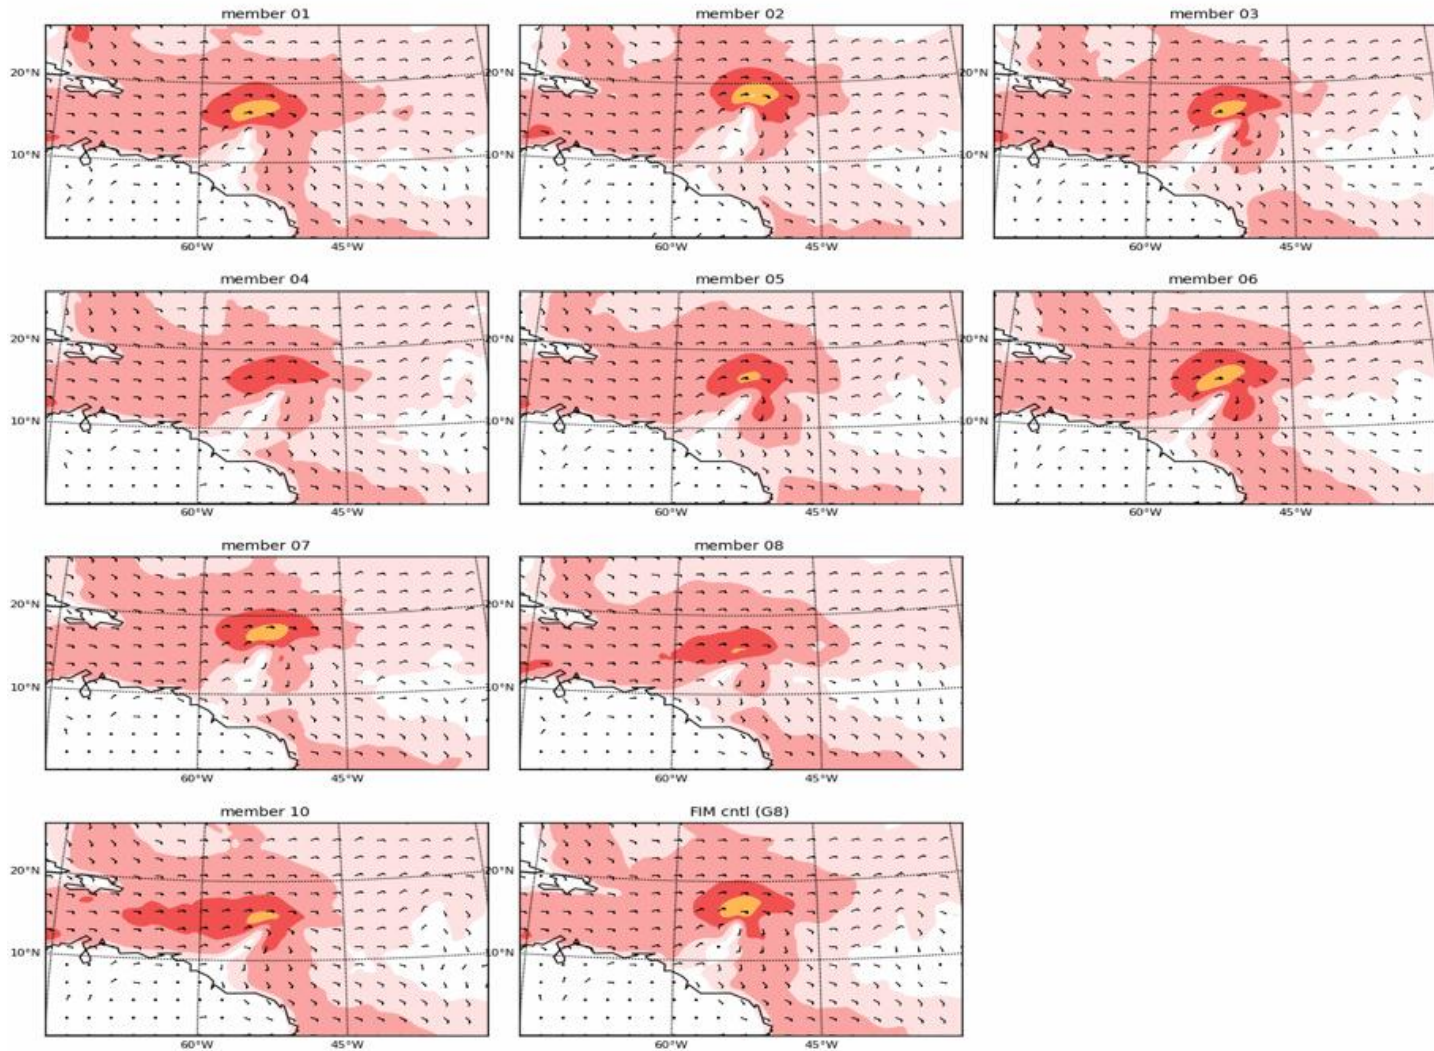 member 01
member 02
member 03
20°N
20°N
20°N
10°N
10°N
10°N
60°W
45°W
60°W
45°W
60°W
45°W
member 04
member 05
member 06
20°N
20°N
20°N
10°N
10°N
10°N
60°W
45°W
60°W
45°W
60°W
45°W
member 07
member 08
20°N
20°N
10°N
10°N
60°W
45°W
60°W
45°W
member 10
FIM cntl (G8)
20°N
20°N
10°N
10°N
60°W
45°W
60°W
45°W